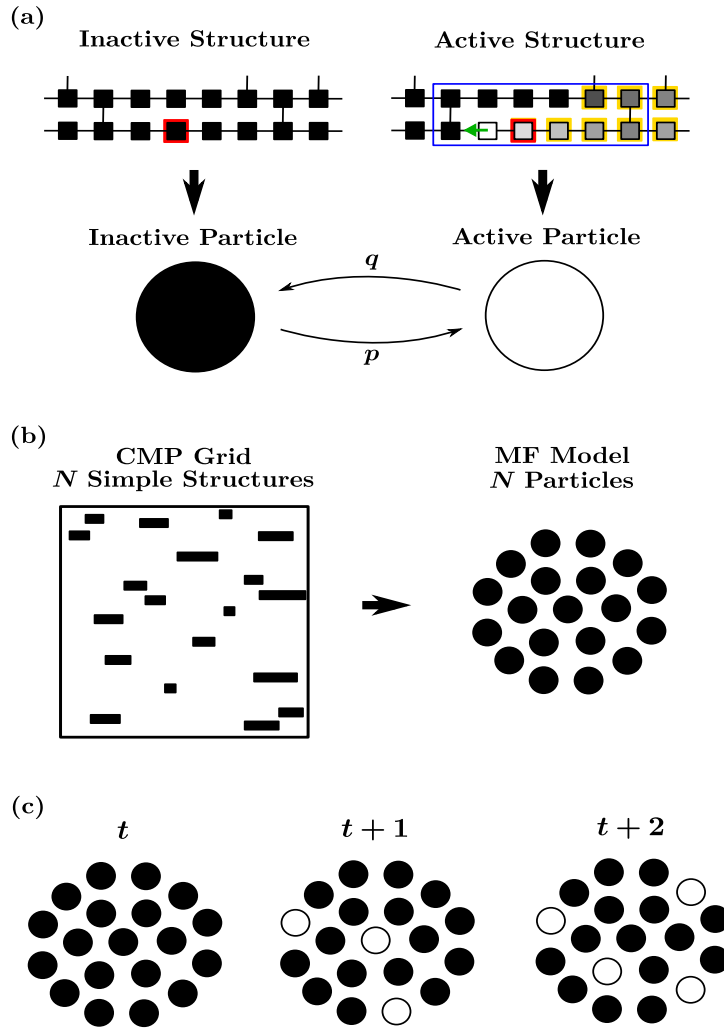 (a)
Inactive Structure
Active Structure
Inactive Particle
Active Particle
q
p
(b)
CMP Grid
N Simple Structures
MF Model
N Particles
(c)
t
t + 1
t + 2